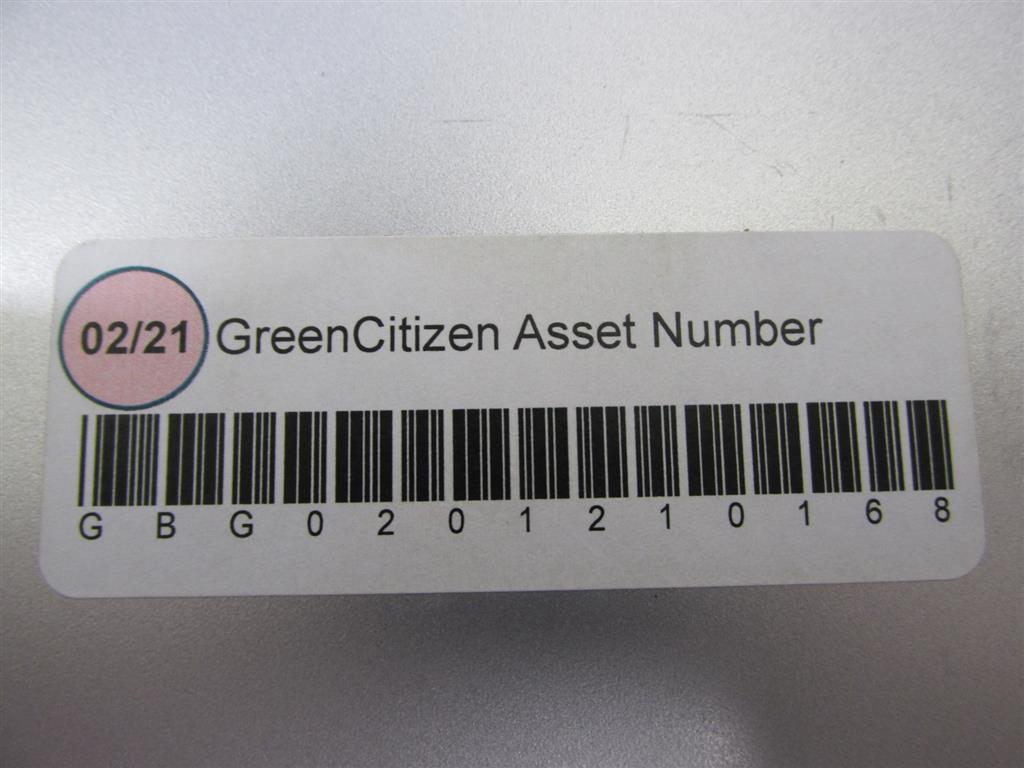 02/21 GreenCitizen Asset Number
G B G 0 2 0 1 2 1 0 1 6 8